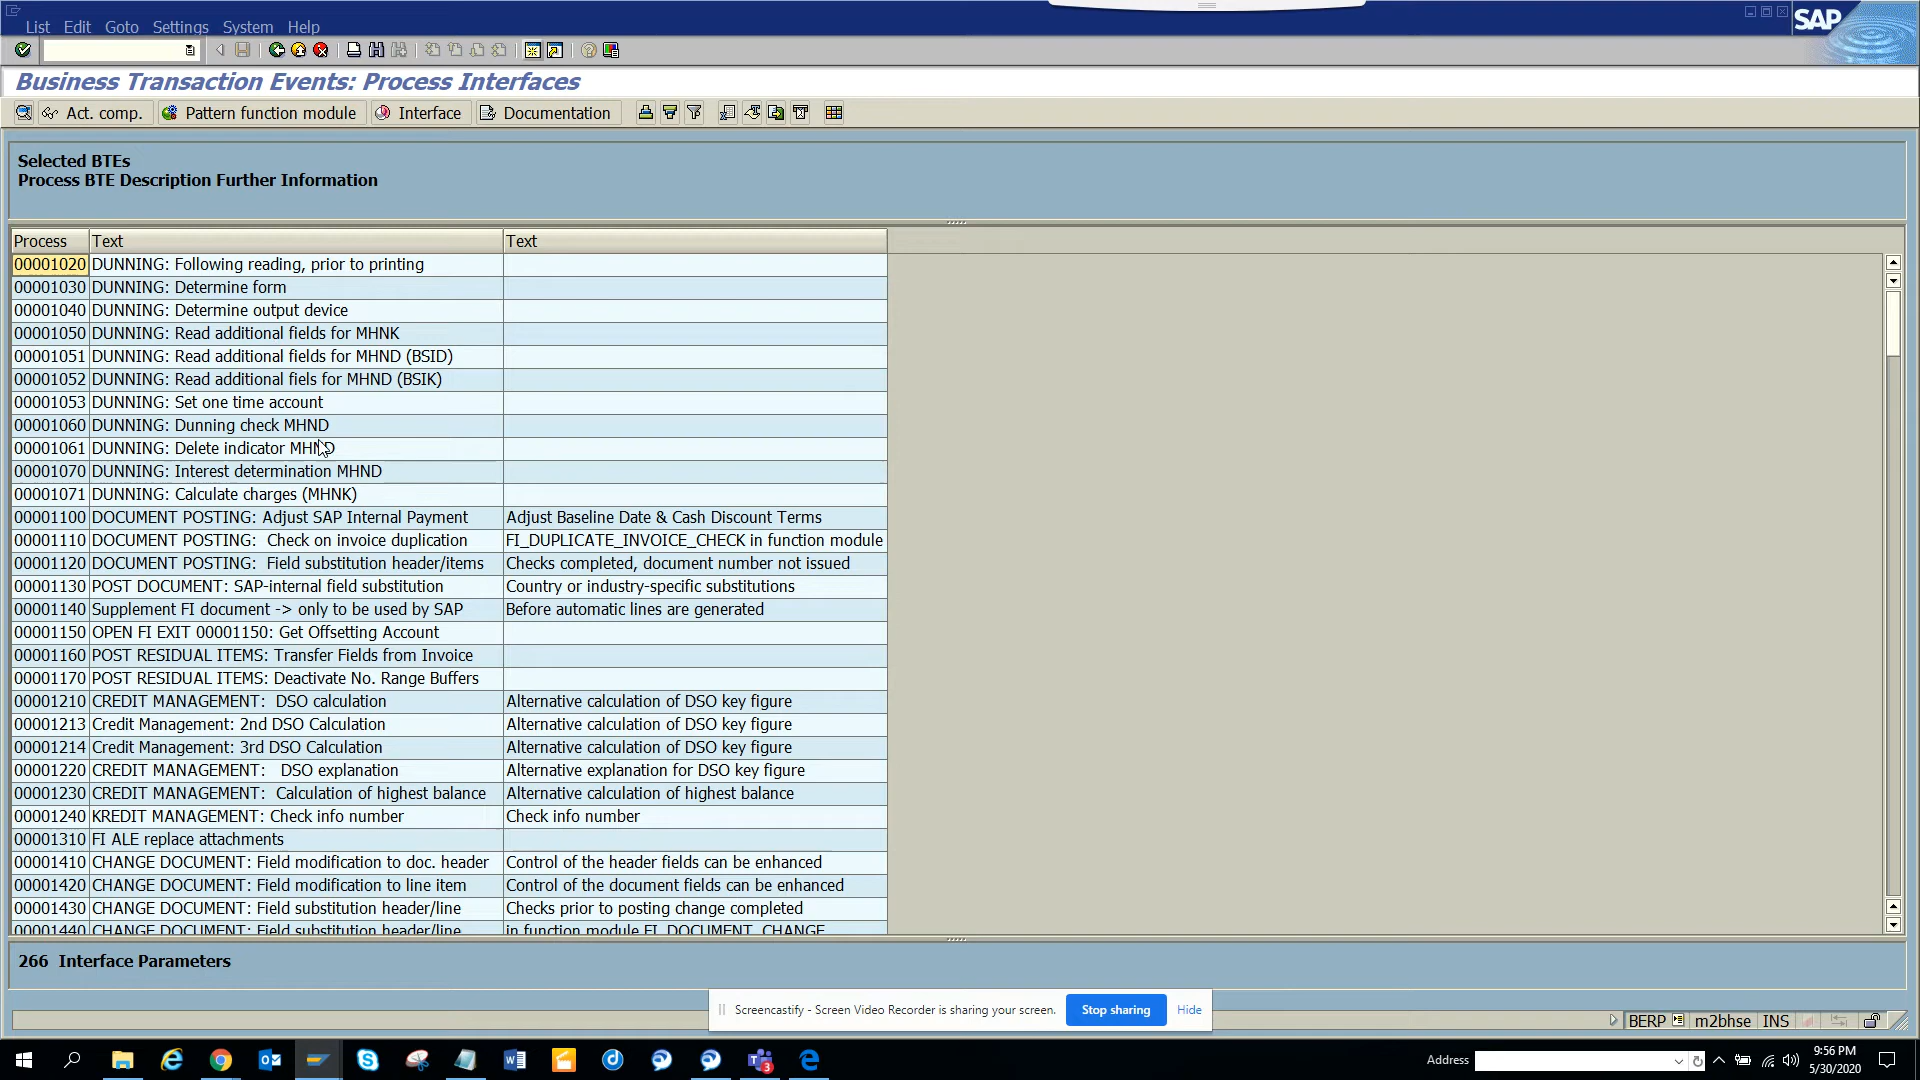 List Edit Goto Settings System Help
SAP
Business Transaction Events: Process Interfaces
Act. comp. Pattern function module Interface Documentation
Selected BTEs
Process BTE Description Further Information
Process Text Text
00001020 DUNNING: Following reading, prior to printing
00001030 DUNNING: Determine form
00001040 DUNNING: Determine output device
00001050 DUNNING: Read additional fields for MHNK
00001051 DUNNING: Read additional fields for MHND (BSID)
00001052 DUNNING: Read additional fiels for MHND (BSIK)
00001053 DUNNING: Set one time account
00001060 DUNNING: Dunning check MHND
00001061 DUNNING: Delete indicator MHND
00001070 DUNNING: Interest determination MHND
00001071 DUNNING: Calculate charges (MHNK)
00001100 DOCUMENT POSTING: Adjust SAP Internal Payment Adjust Baseline Date & Cash Discount Terms
00001110 DOCUMENT POSTING: Check on invoice duplication FI_DUPLICATE_INVOICE_CHECK in function module
00001120 DOCUMENT POSTING: Field substitution header/items Checks completed, document number not issued
00001130 POST DOCUMENT: SAP-internal field substitution Country or industry-specific substitutions
00001140 Supplement FI document -> only to be used by SAP Before automatic lines are generated
00001150 OPEN FI EXIT 00001150: Get Offsetting Account
00001160 POST RESIDUAL ITEMS: Transfer Fields from Invoice
00001170 POST RESIDUAL ITEMS: Deactivate No. Range Buffers
00001210 CREDIT MANAGEMENT: DSO calculation Alternative calculation of DSO key figure
00001213 Credit Management: 2nd DSO Calculation Alternative calculation of DSO key figure
00001214 Credit Management: 3rd DSO Calculation Alternative calculation of DSO key figure
00001220 CREDIT MANAGEMENT: DSO explanation Alternative explanation for DSO key figure
00001230 CREDIT MANAGEMENT: Calculation of highest balance Alternative calculation of highest balance
00001240 KREDIT MANAGEMENT: Check info number Check info number
00001310 FI ALE replace attachments
00001410 CHANGE DOCUMENT: Field modification to doc. header Control of the header fields can be enhanced
00001420 CHANGE DOCUMENT: Field modification to line item Control of the document fields can be enhanced
00001430 CHANGE DOCUMENT: Field substitution header/line Checks prior to posting change completed
00001440 CHANGE DOCUMENT: Field substitution header/line in function module FI_DOCUMENT_CHANGE
266 Interface Parameters
Screencastify - Screen Video Recorder is sharing your screen. Stop sharing Hide
BERP m2bhse INS
Address
9:56 PM
5/30/2020